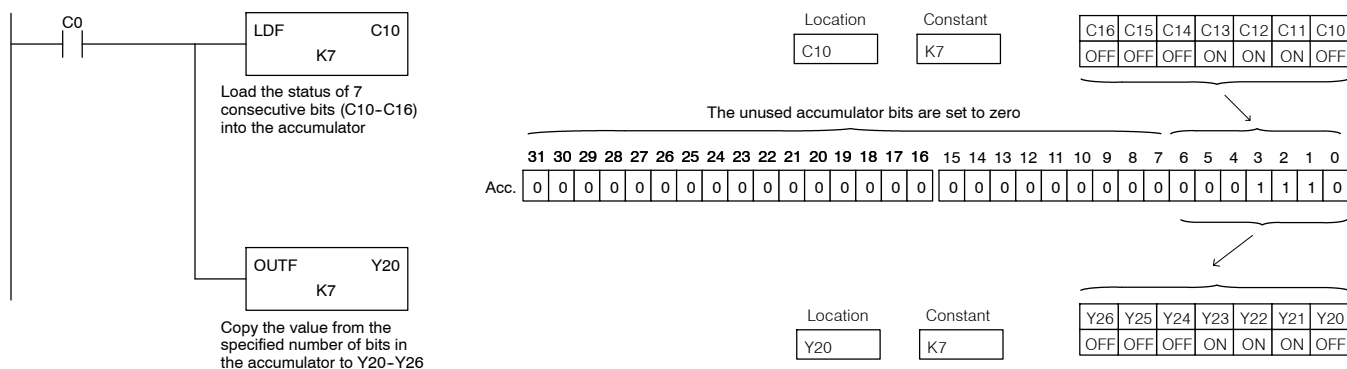 C0
LDF C10
K7
Load the status of 7
consecutive bits (C10-C16)
into the accumulator
OUTF Y20
K7
Copy the value from the
specified number of bits in
the accumulator to Y20-Y26
Location Constant
C10 K7
C16 C15 C14 C13 C12 C11 C10
OFF OFF OFF ON ON ON OFF
The unused accumulator bits are set to zero
31 30 29 28 27 26 25 24 23 22 21 20 19 18 17 16 15 14 13 12 11 10 9 8 7 6 5 4 3 2 1 0
Acc. 0 0 0 0 0 0 0 0 0 0 0 0 0 0 0 0 0 0 0 0 0 0 0 0 0 0 0 0 1 1 1 0
Location Constant
Y20 K7
Y26 Y25 Y24 Y23 Y22 Y21 Y20
OFF OFF OFF ON ON ON OFF